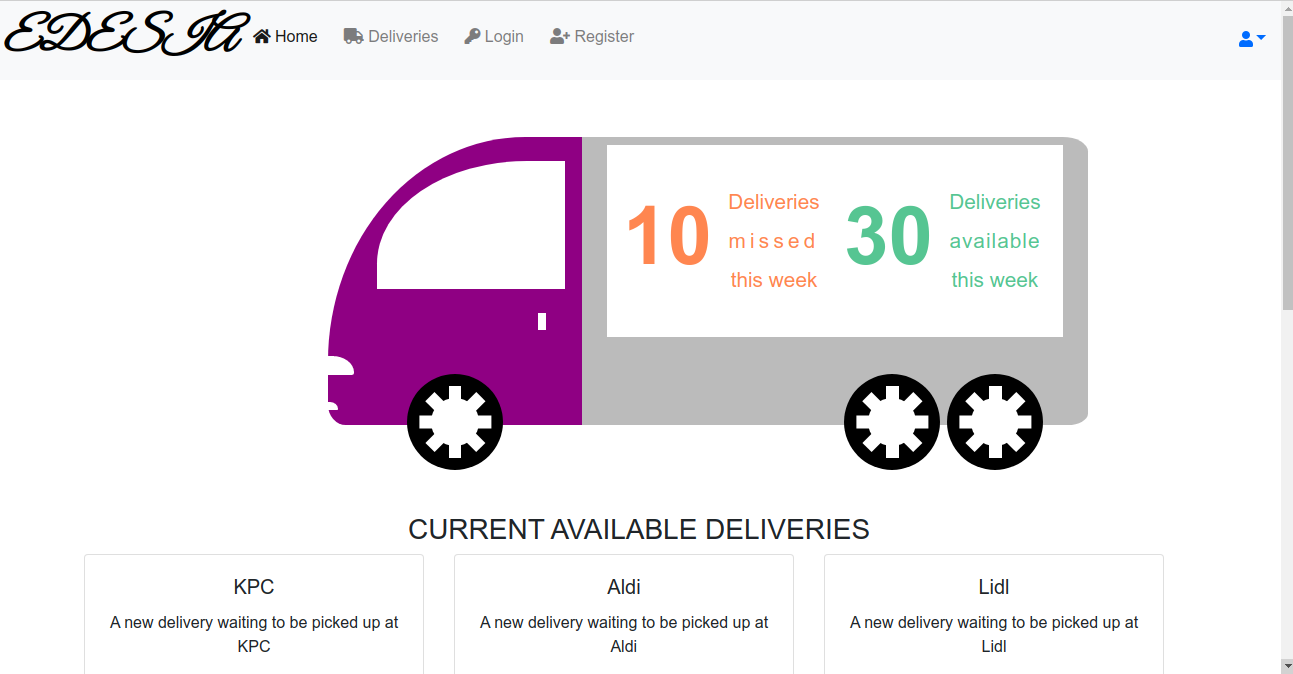 EDESIA Home Deliveries Login Register
10 Deliveries missed this week
30 Deliveries available this week
CURRENT AVAILABLE DELIVERIES
KPC
A new delivery waiting to be picked up at
KPC
Aldi
A new delivery waiting to be picked up at
Aldi
Lidl
A new delivery waiting to be picked up at
Lidl